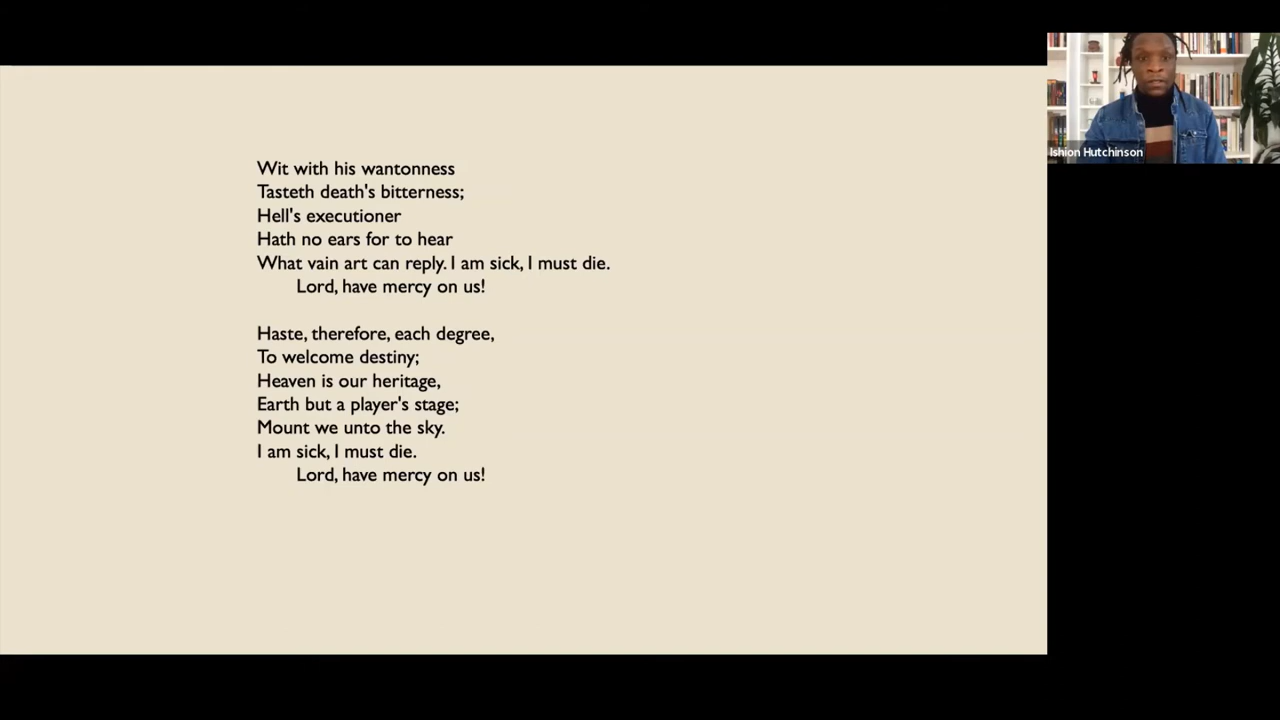 Wit with his wantonness
Tasteth death's bitterness;
Hell's executioner
Hath no ears for to hear
What vain art can reply. I am sick, I must die.
Lord, have mercy on us!
Haste, therefore, each degree,
To welcome destiny;
Heaven is our heritage,
Earth but a player's stage;
Mount we unto the sky.
I am sick, I must die.
Lord, have mercy on us!
Ishion Hutchinson